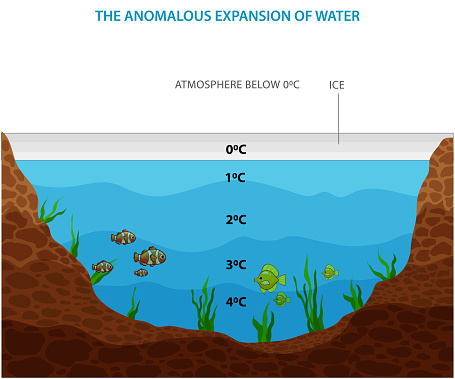 THE ANOMALOUS EXPANSION OF WATER
ATMOSPHERE BELOW 0ºC ICE
0ºC
1ºC
2ºC
3ºC
4ºC